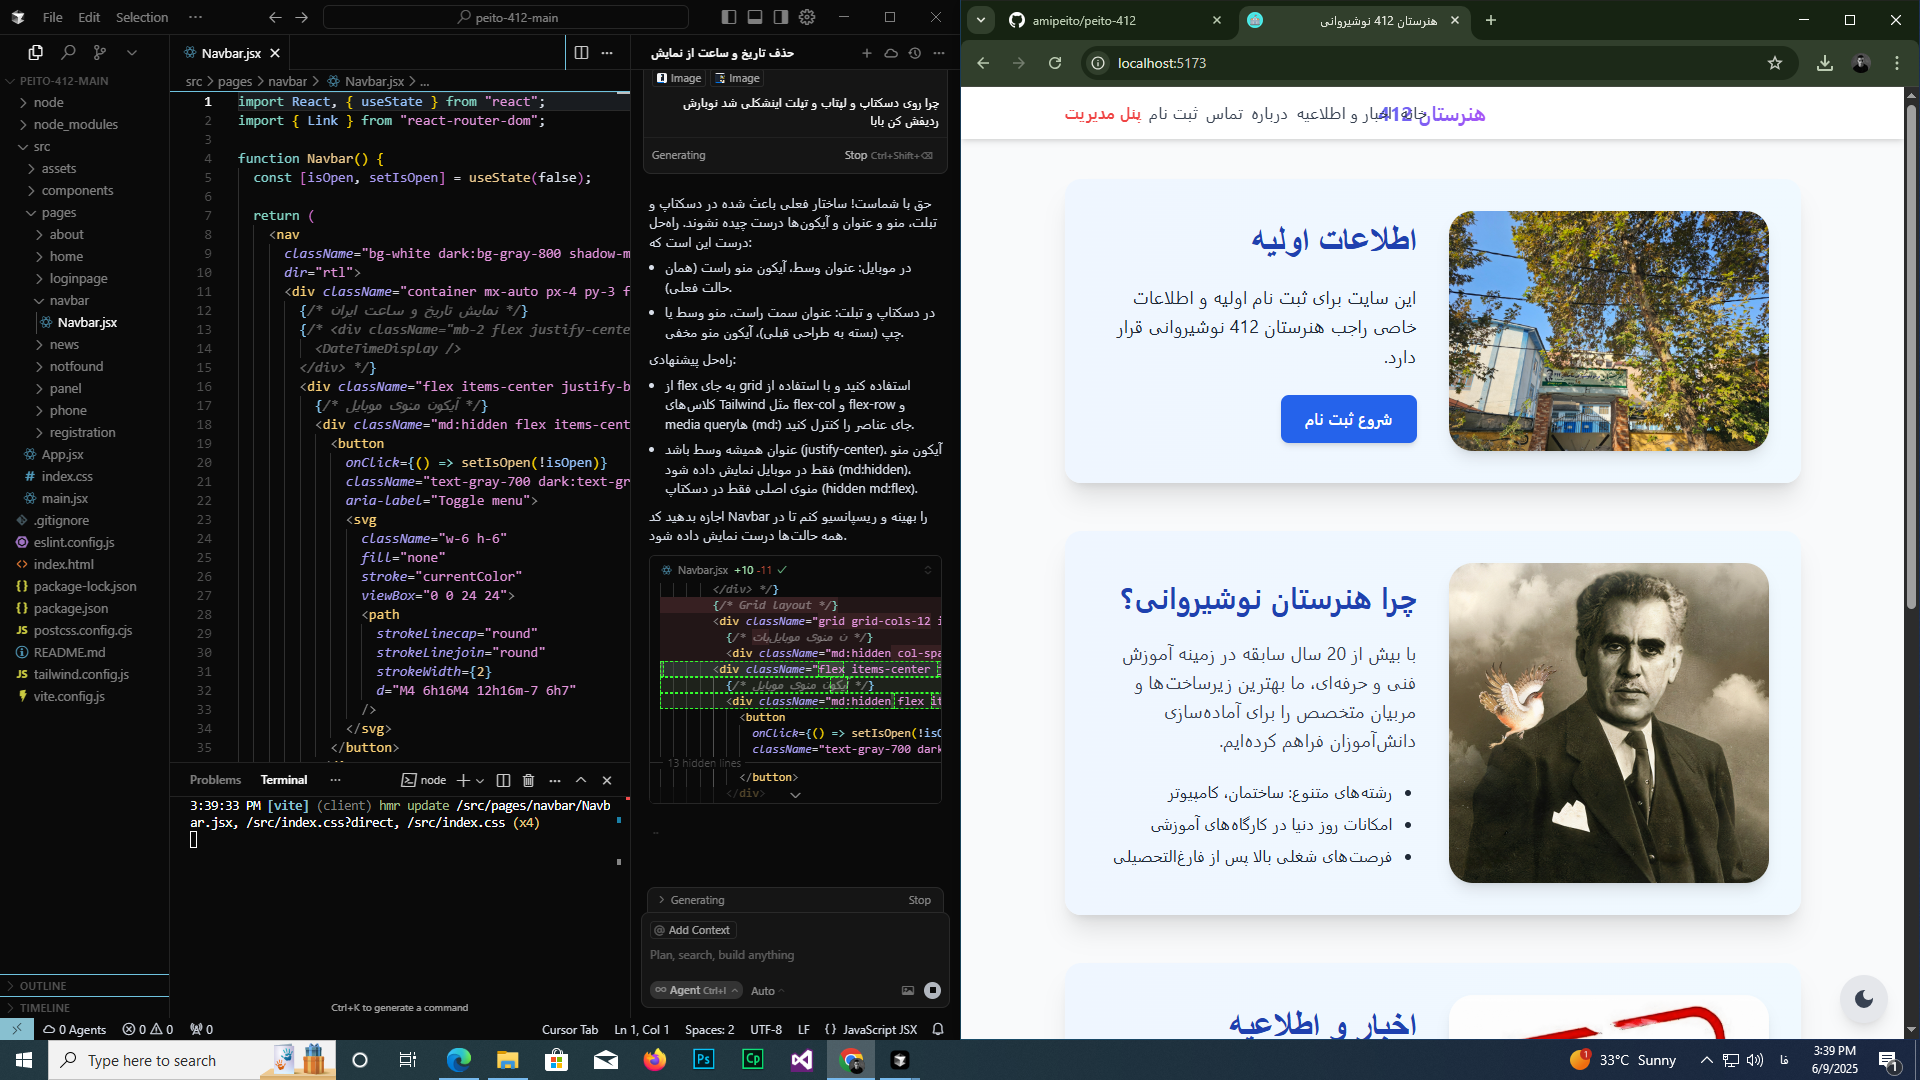 File Edit Selection ···
peito-412-main
PEITO-412-MAIN
node
node_modules
src
assets
components
pages
about
home
loginpage
navbar
Navbar.jsx
news
notfound
panel
phone
registration
App.jsx
index.css
main.jsx
.gitignore
eslint.config.js
index.html
package-lock.json
package.json
postcss.config.cjs
README.md
tailwind.config.js
vite.config.js
OUTLINE
TIMELINE
Navbar.jsx
src > pages > navbar > Navbar.jsx > ...
1 import React, { useState } from "react";
2 import { Link } from "react-router-dom";
3
4 function Navbar() {
5 const [isOpen, setIsOpen] = useState(false);
6
7 return (
8 <nav
9 className="bg-white dark:bg-gray-800 shadow-m
10 dir="rtl">
11 <div className="container mx-auto px-4 py-3 f
12 {/* نمایش تاریخ و ساعت ایران */}
13 {/* <div className="mb-2 flex justify-cente
14 <DateTimeDisplay />
15 </div> */}
16 <div className="flex items-center justify-b
17 {/* آیکون منوی موبایل */}
18 <div className="md:hidden flex items-cent
19 <button
20 onClick={() => setIsOpen(!isOpen)}
21 className="text-gray-700 dark:text-gr
22 aria-label="Toggle menu">
23 <svg
24 className="w-6 h-6"
25 fill="none"
26 stroke="currentColor"
27 viewBox="0 0 24 24">
28 <path
29 strokeLinecap="round"
30 strokeLinejoin="round"
31 strokeWidth={2}
32 d="M4 6h16M4 12h16m-7 6h7"
33 />
34 </svg>
35 </button>
Problems Terminal ··· node
3:39:33 PM [vite] (client) hmr update /src/pages/navbar/Navb
ar.jsx, /src/index.css?direct, /src/index.css (x4)
Ctrl+K to generate a command
حذف تاریخ و ساعت از نمایش
Image Image
چرا روی دسکتاپ و لپتاب و تپلت اینشکلی شد نوبارش
ردیفش کن بابا
Generating Stop Ctrl+Shift+⌫
حق با شماست! ساختار فعلی باعث شده در دسکتاپ و
تبلت، منو و عنوان و آیکون‌ها درست چیده نشوند. راه‌حل
درست این است که:
در موبایل: عنوان وسط، آیکون منو راست (همان
حالت فعلی).
در دسکتاپ و تبلت: عنوان سمت راست، منو وسط یا
چپ (بسته به طراحی قبلی)، آیکون منو مخفی.
راه‌حل پیشنهادی:
از flex به جای grid استفاده کنید و با استفاده از
کلاس‌های Tailwind مثل flex-col و flex-row و
media queryها (md:) جای عناصر را کنترل کنید.
عنوان همیشه وسط باشد (justify-center)، آیکون منو
فقط در موبایل نمایش داده شود (md:hidden)،
منوی اصلی فقط در دسکتاپ (hidden md:flex).
اجازه بدهید کد Navbar را بهینه و ریسپانسیو کنم تا در
همه حالت‌ها درست نمایش داده شود.
Navbar.jsx +10 -11
</div> */}
{/* Grid layout */}
<div className="grid grid-cols-12 i
<div className="md:hidden col-spa
<div className="flex items-center
{/* آیکون منوی موبایل */}
<div className="md:hidden flex it
<button
onClick={() => setIsOpen(!isO
className="text-gray-700 dark
13 hidden lines
</button>
</div>
Generating Stop
@ Add Context
Plan, search, build anything
Agent Ctrl+I Auto
0 Agents 0 0 0 Cursor Tab Ln 1, Col 1 Spaces: 2 UTF-8 LF {} JavaScript JSX
amipeito/peito-412
هنرستان 412 نوشیروانی
localhost:5173
هنرستان 412
خانه اخبار و اطلاعیه درباره تماس ثبت نام پنل مدیریت
اطلاعات اولیه
این سایت برای ثبت نام اولیه و اطلاعات
خاصی راجب هنرستان 412 نوشیروانی قرار
دارد.
شروع ثبت نام
چرا هنرستان نوشیروانی؟
با بیش از 20 سال سابقه در زمینه آموزش
فنی و حرفه‌ای، ما بهترین زیرساخت‌ها و
مربیان متخصص را برای آماده‌سازی
دانش‌آموزان فراهم کرده‌ایم.
رشته‌های متنوع: ساختمان، کامپیوتر
امکانات روز دنیا در کارگاه‌های آموزشی
فرصت‌های شغلی بالا پس از فارغ‌التحصیلی
اخبار و اطلاعیه
Type here to search
Ps
Cp
1
33°C Sunny
فا
3:39 PM
6/9/2025
1